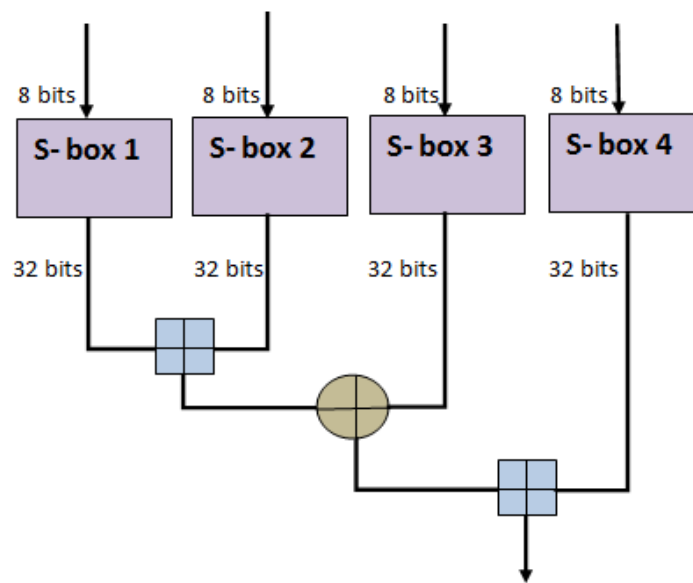 8 bits
8 bits
8 bits
8 bits
S- box 1
S- box 2
S- box 3
S- box 4
32 bits
32 bits
32 bits
32 bits